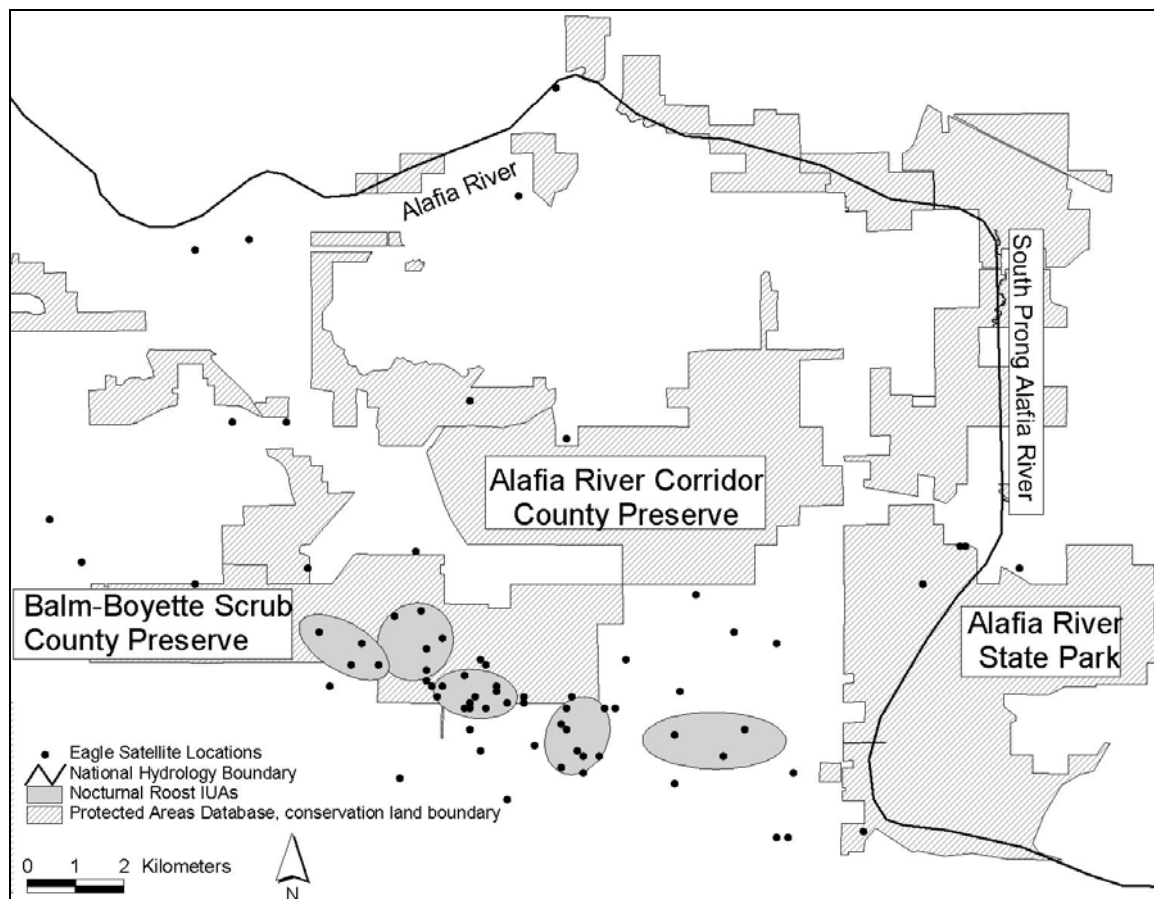 Alafia River
South Prong Alafia River
Alafia River Corridor
County Preserve
Balm-Boyette Scrub
County Preserve
Alafia River
State Park
Eagle Satellite Locations
National Hydrology Boundary
Nocturnal Roost IUAs
Protected Areas Database, conservation land boundary
0 1 2 Kilometers
N